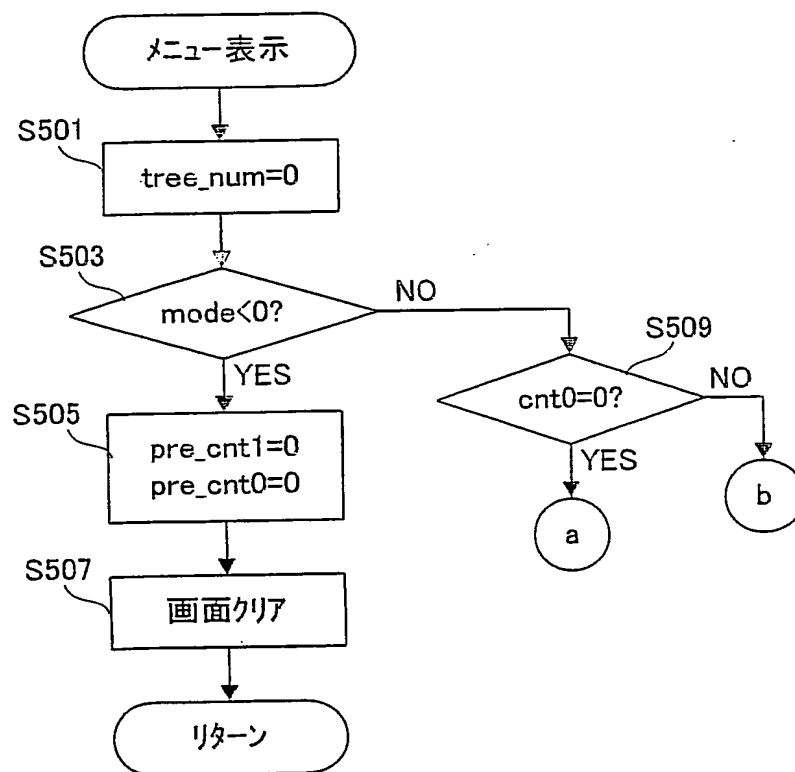 メニュー表示
S501
tree_num=0
S503
mode<0?
NO
YES
S509
cnt0=0?
NO
YES
S505
pre_cnt1=0
pre_cnt0=0
a
b
S507
画面クリア
リターン